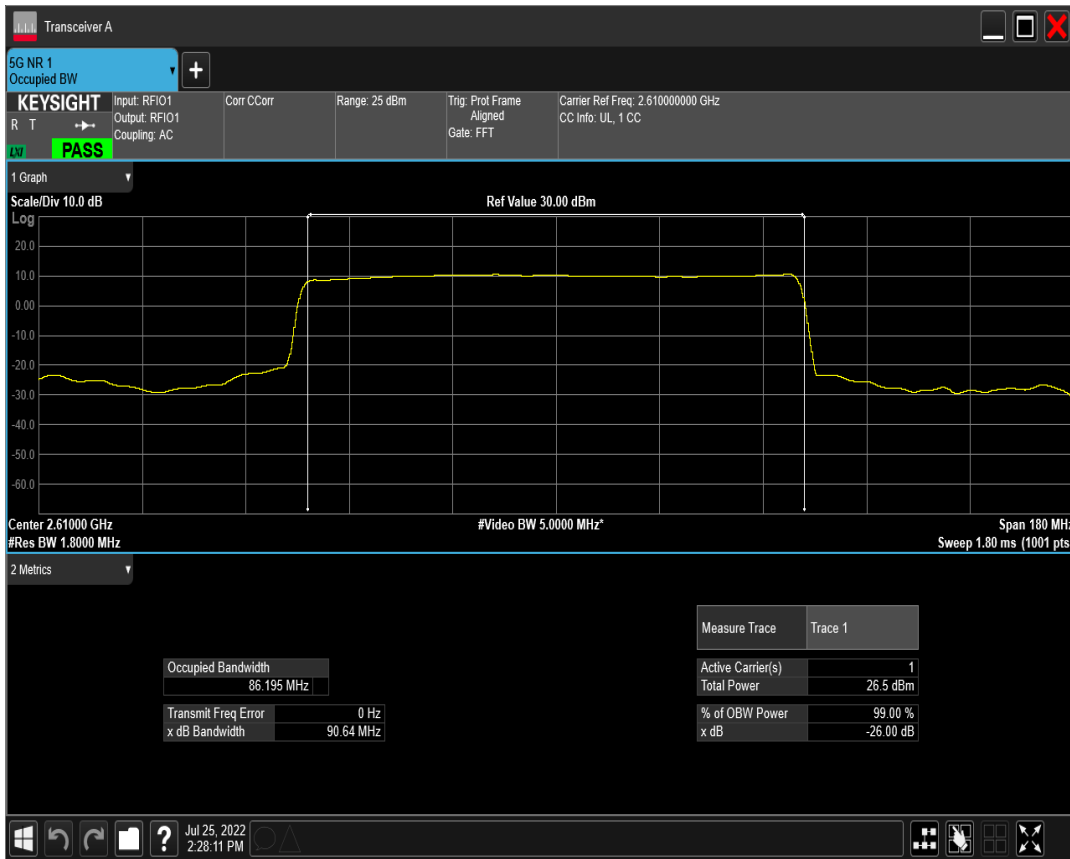 Transceiver A
5G NR 1
Occupied BW
+
KEYSIGHT
R T
LXI
PASS
Input: RFIO1
Output: RFIO1
Coupling: AC
Corr CCorr
Range: 25 dBm
Trig: Prot Frame
Aligned
Gate: FFT
Carrier Ref Freq: 2.610000000 GHz
CC Info: UL, 1 CC
1 Graph
Scale/Div 10.0 dB
Ref Value 30.00 dBm
Log
20.0
10.0
0.00
-10.0
-20.0
-30.0
-40.0
-50.0
-60.0
Center 2.61000 GHz
#Video BW 5.0000 MHz*
Span 180 MHz
#Res BW 1.8000 MHz
Sweep 1.80 ms (1001 pts
2 Metrics
Measure Trace Trace 1
Occupied Bandwidth
86.195 MHz
Active Carrier(s) 1
Total Power 26.5 dBm
Transmit Freq Error 0 Hz
x dB Bandwidth 90.64 MHz
% of OBW Power 99.00 %
x dB -26.00 dB
?
Jul 25, 2022
2:28:11 PM